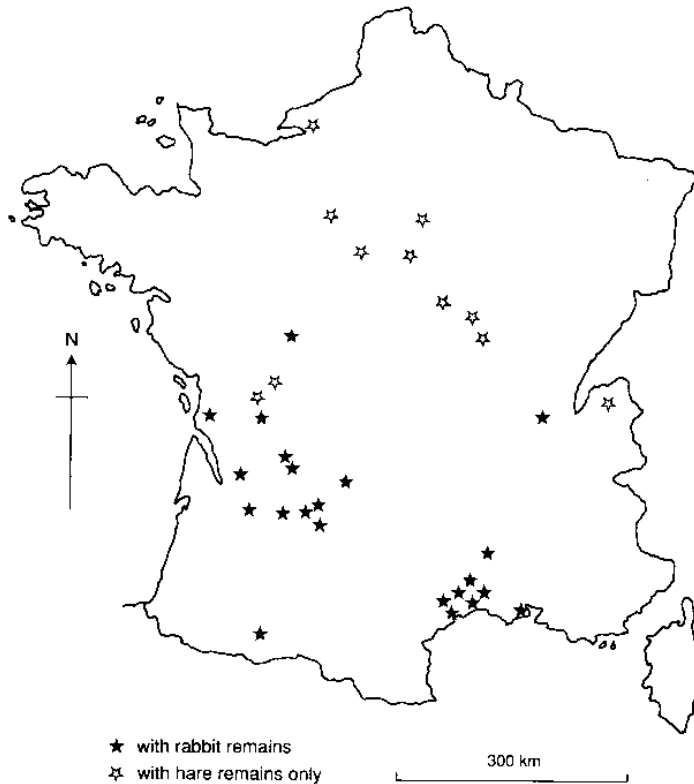 N
★ with rabbit remains
☆ with hare remains only
300 km